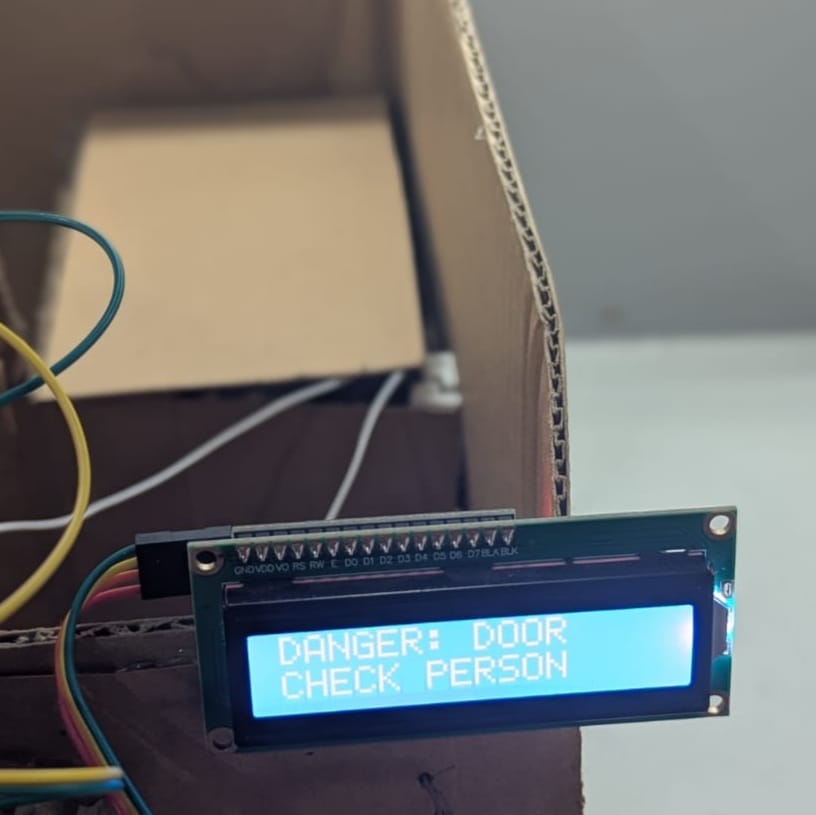 GND VDD VO RS RW E D0 D1 D2 D3 D4 D5 D6 D7 BLA BLK
DANGER: DOOR
CHECK PERSON